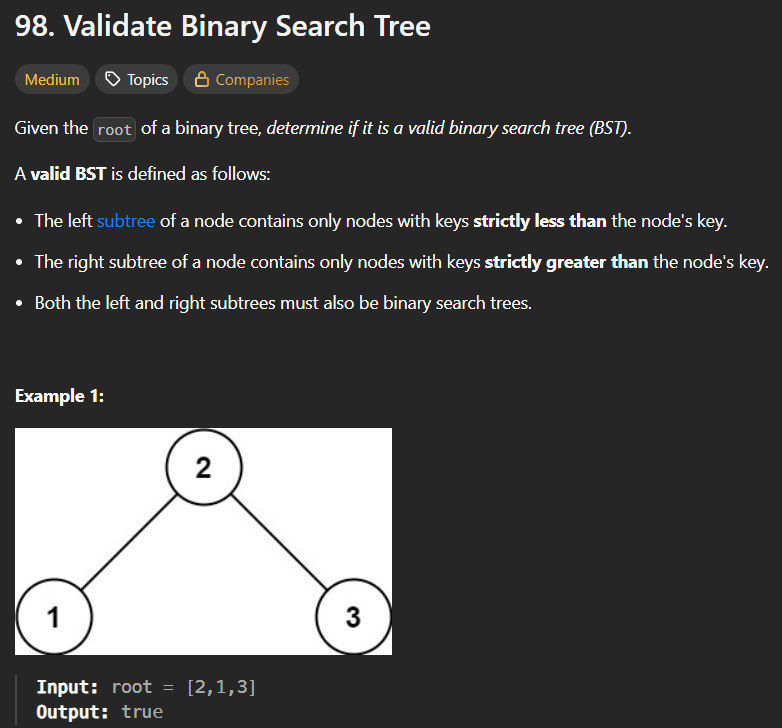 98. Validate Binary Search Tree
Medium Topics Companies
Given the root of a binary tree, determine if it is a valid binary search tree (BST).
A valid BST is defined as follows:
• The left subtree of a node contains only nodes with keys strictly less than the node's key.
• The right subtree of a node contains only nodes with keys strictly greater than the node's key.
• Both the left and right subtrees must also be binary search trees.
Example 1:
2
1 3
Input: root = [2,1,3]
Output: true